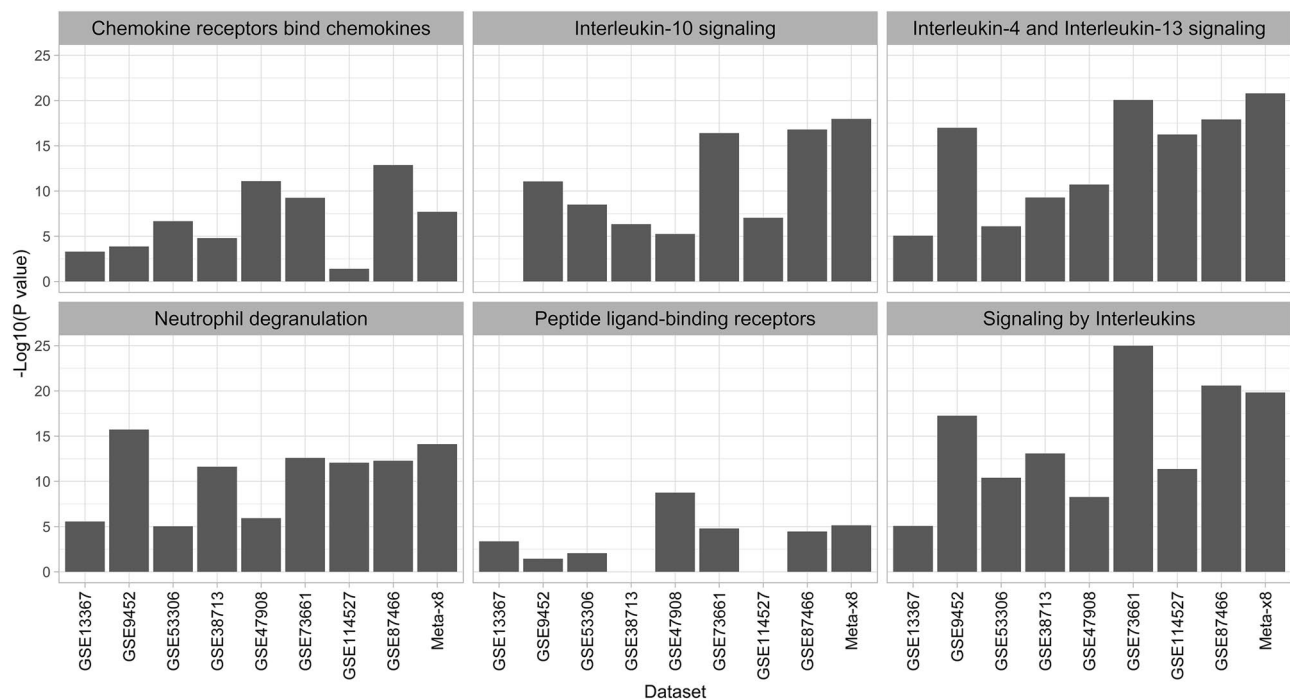 Chemokine receptors bind chemokines
Interleukin-10 signaling
Interleukin-4 and Interleukin-13 signaling
25
20
15
10
5
0
Neutrophil degranulation
Peptide ligand-binding receptors
Signaling by Interleukins
-Log10(P value)
25
20
15
10
5
0
GSE13367
GSE9452
GSE53306
GSE38713
GSE47908
GSE73661
GSE114527
GSE87466
Meta-x8
GSE13367
GSE9452
GSE53306
GSE38713
GSE47908
GSE73661
GSE114527
GSE87466
Meta-x8
GSE13367
GSE9452
GSE53306
GSE38713
GSE47908
GSE73661
GSE114527
GSE87466
Meta-x8
Dataset